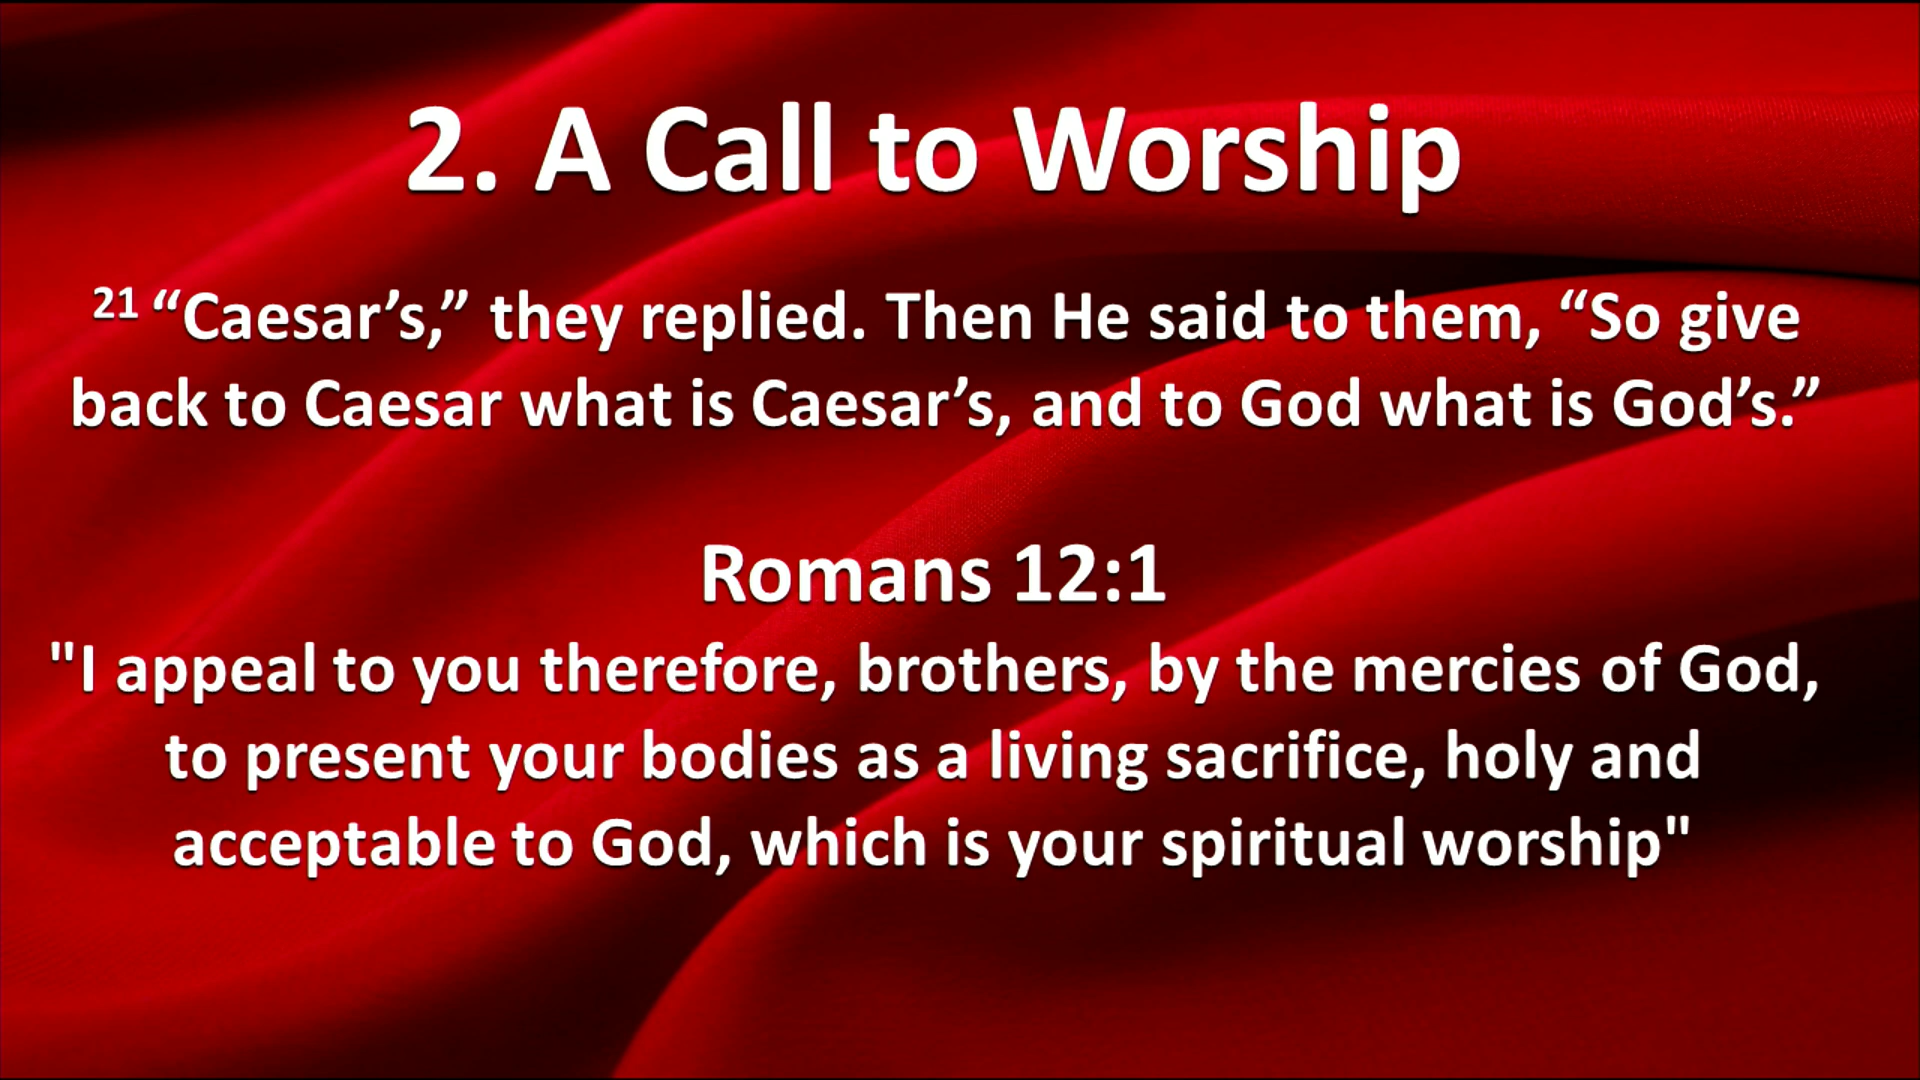 2. A Call to Worship
21 “Caesar’s,” they replied. Then He said to them, “So give
back to Caesar what is Caesar’s, and to God what is God’s.”
Romans 12:1
"I appeal to you therefore, brothers, by the mercies of God,
to present your bodies as a living sacrifice, holy and
acceptable to God, which is your spiritual worship"